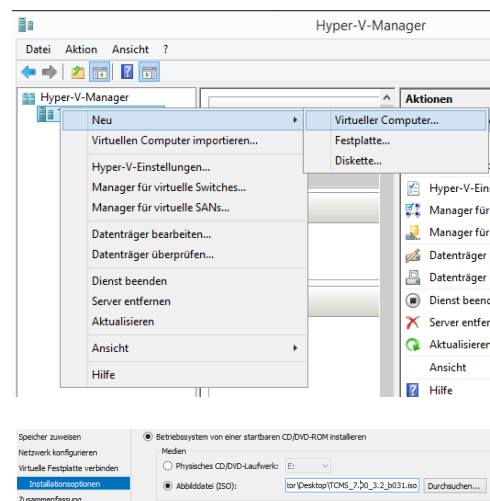 Hyper-V-Manager
Datei Aktion Ansicht ?
Hyper-V-Manager
Aktionen
Neu
Virtuellen Computer importieren...
Hyper-V-Einstellungen...
Manager für virtuelle Switches...
Manager für virtuelle SANs...
Datenträger bearbeiten...
Datenträger überprüfen...
Dienst beenden
Server entfernen
Aktualisieren
Ansicht
Hilfe
Virtueller Computer...
Festplatte...
Diskette...
Hyper-V-Ein
Manager für
Manager für
Datenträger
Datenträger
Dienst beend
Server entfer
Aktualisieren
Ansicht
Hilfe
Speicher zuweisen
Netzwerk konfigurieren
Virtuelle Festplatte verbinden
Installationsoptionen
Zusammenfassung
Betriebssystem von einer startbaren CD/DVD-ROM installieren
Medien
Physisches CD/DVD-Laufwerk: E:
Abbilddatei (ISO): tor\Desktop\TCMS_7.00_3.2_b031.iso Durchsuchen...